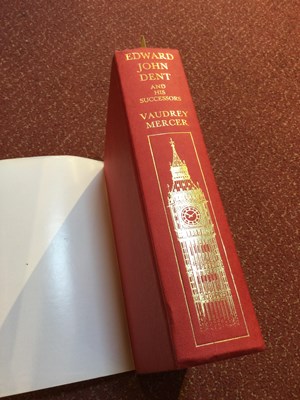 EDWARD
JOHN
DENT
AND
HIS
SUCCESSORS
VAUDREY
MERCER